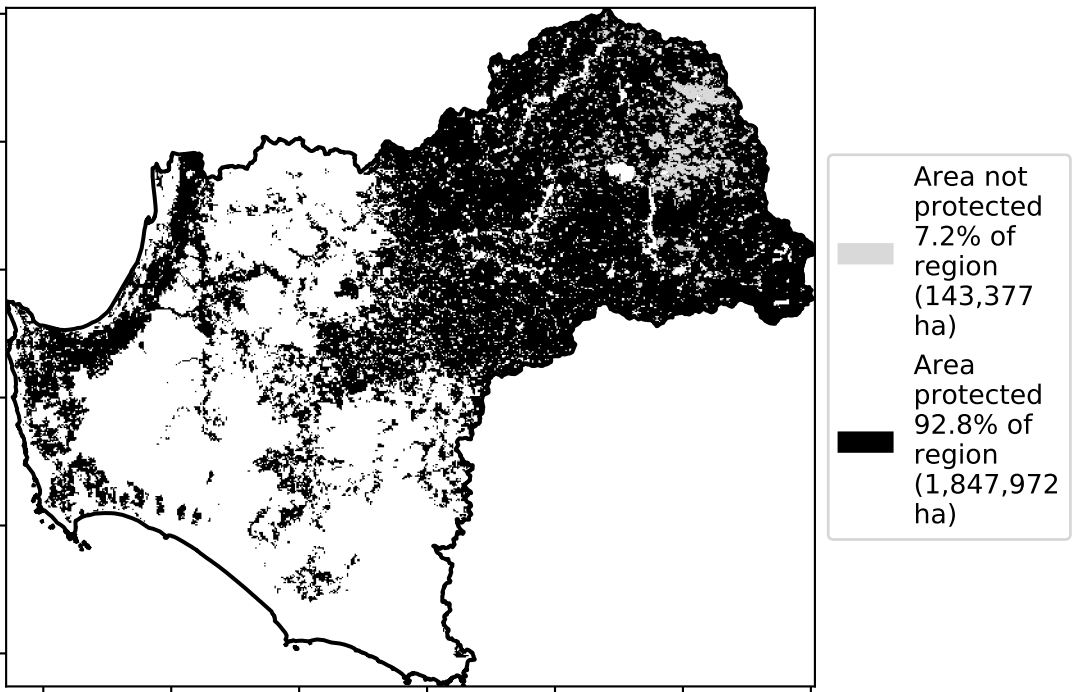 Area not
protected
7.2% of
region
(143,377
ha)
Area
protected
92.8% of
region
(1,847,972
ha)